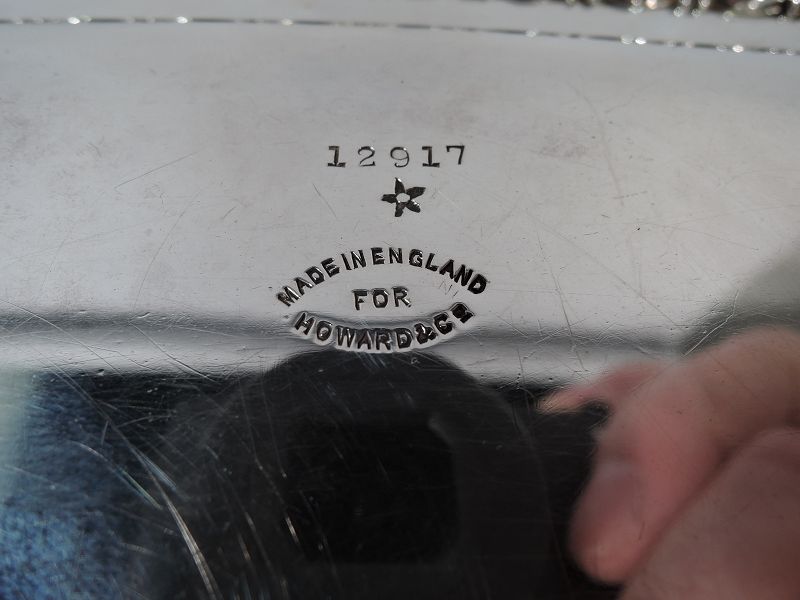 12917
MADE IN ENGLAND
FOR
HOWARD & Co